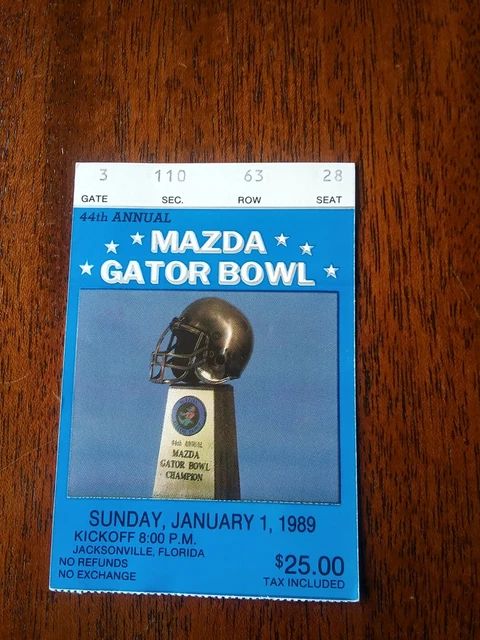 3 110 63 28
GATE SEC. ROW SEAT
44th ANNUAL
MAZDA
GATOR BOWL
44th ANNUAL
MAZDA
GATOR BOWL
CHAMPION
SUNDAY, JANUARY 1, 1989
KICKOFF 8:00 P.M.
JACKSONVILLE, FLORIDA
NO REFUNDS
NO EXCHANGE
$25.00
TAX INCLUDED